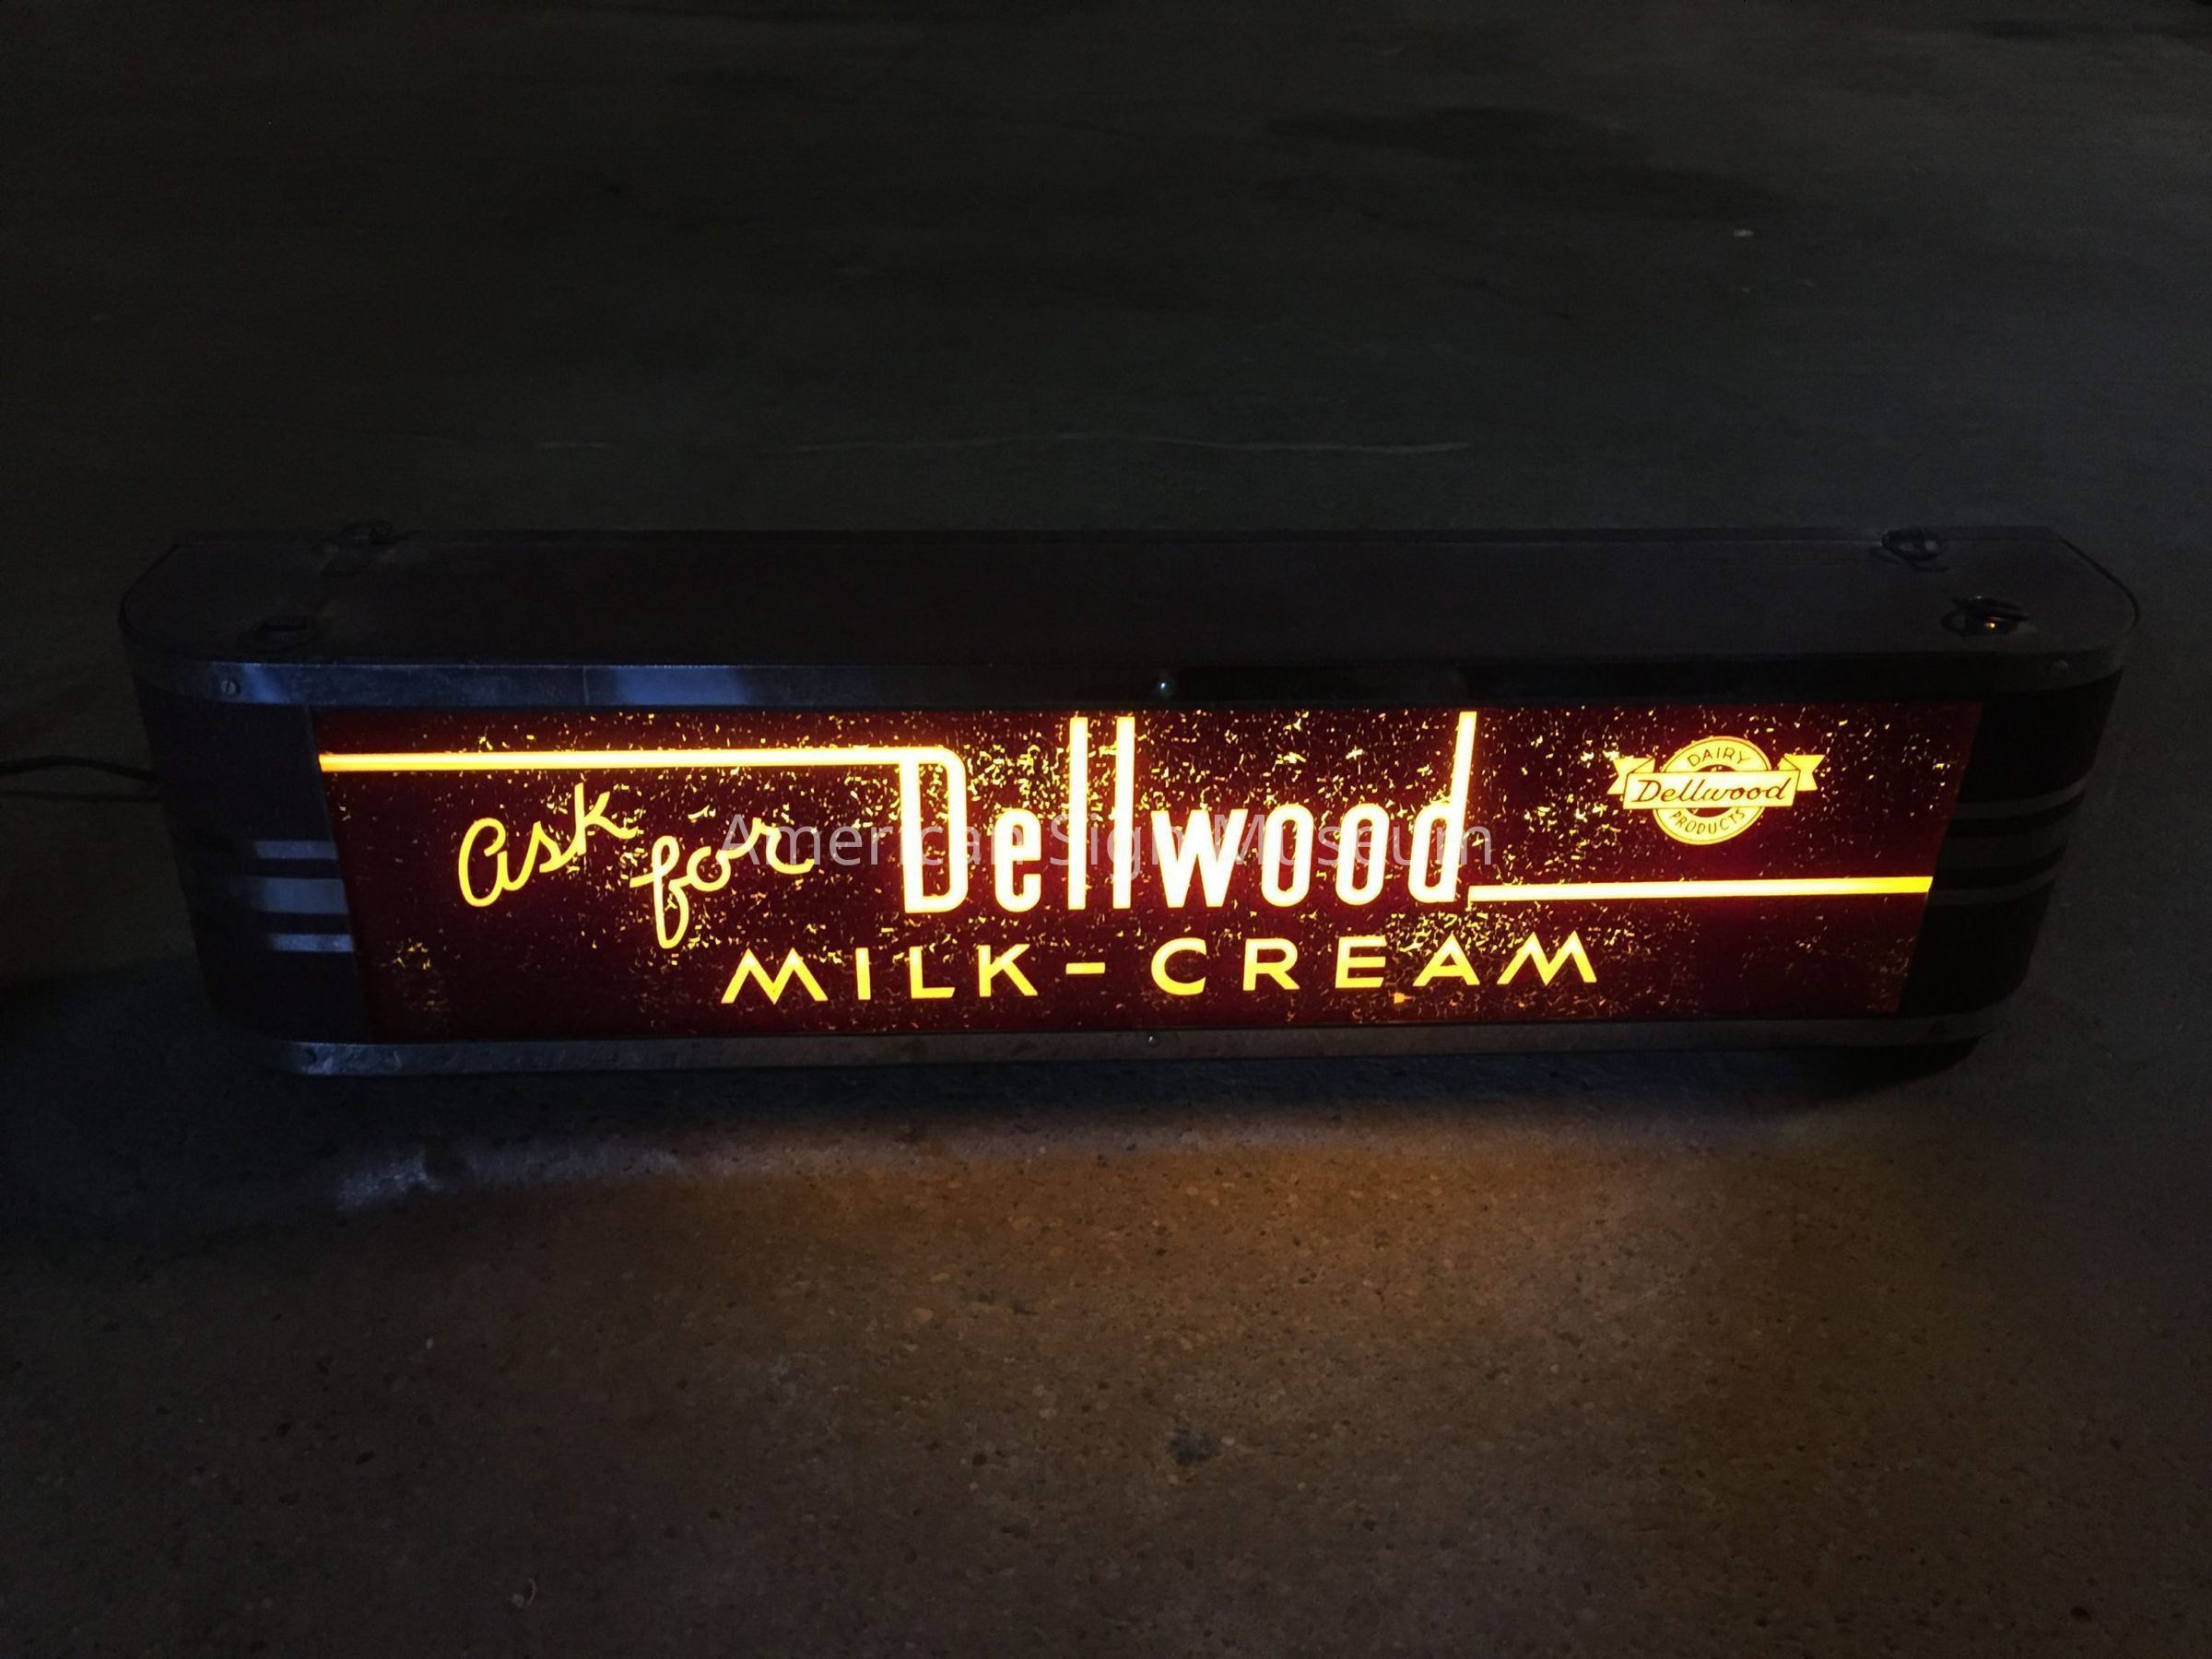 ask for Dellwood
MILK - CREAM
DAIRY
Dellwood
PRODUCTS
American Sign Museum